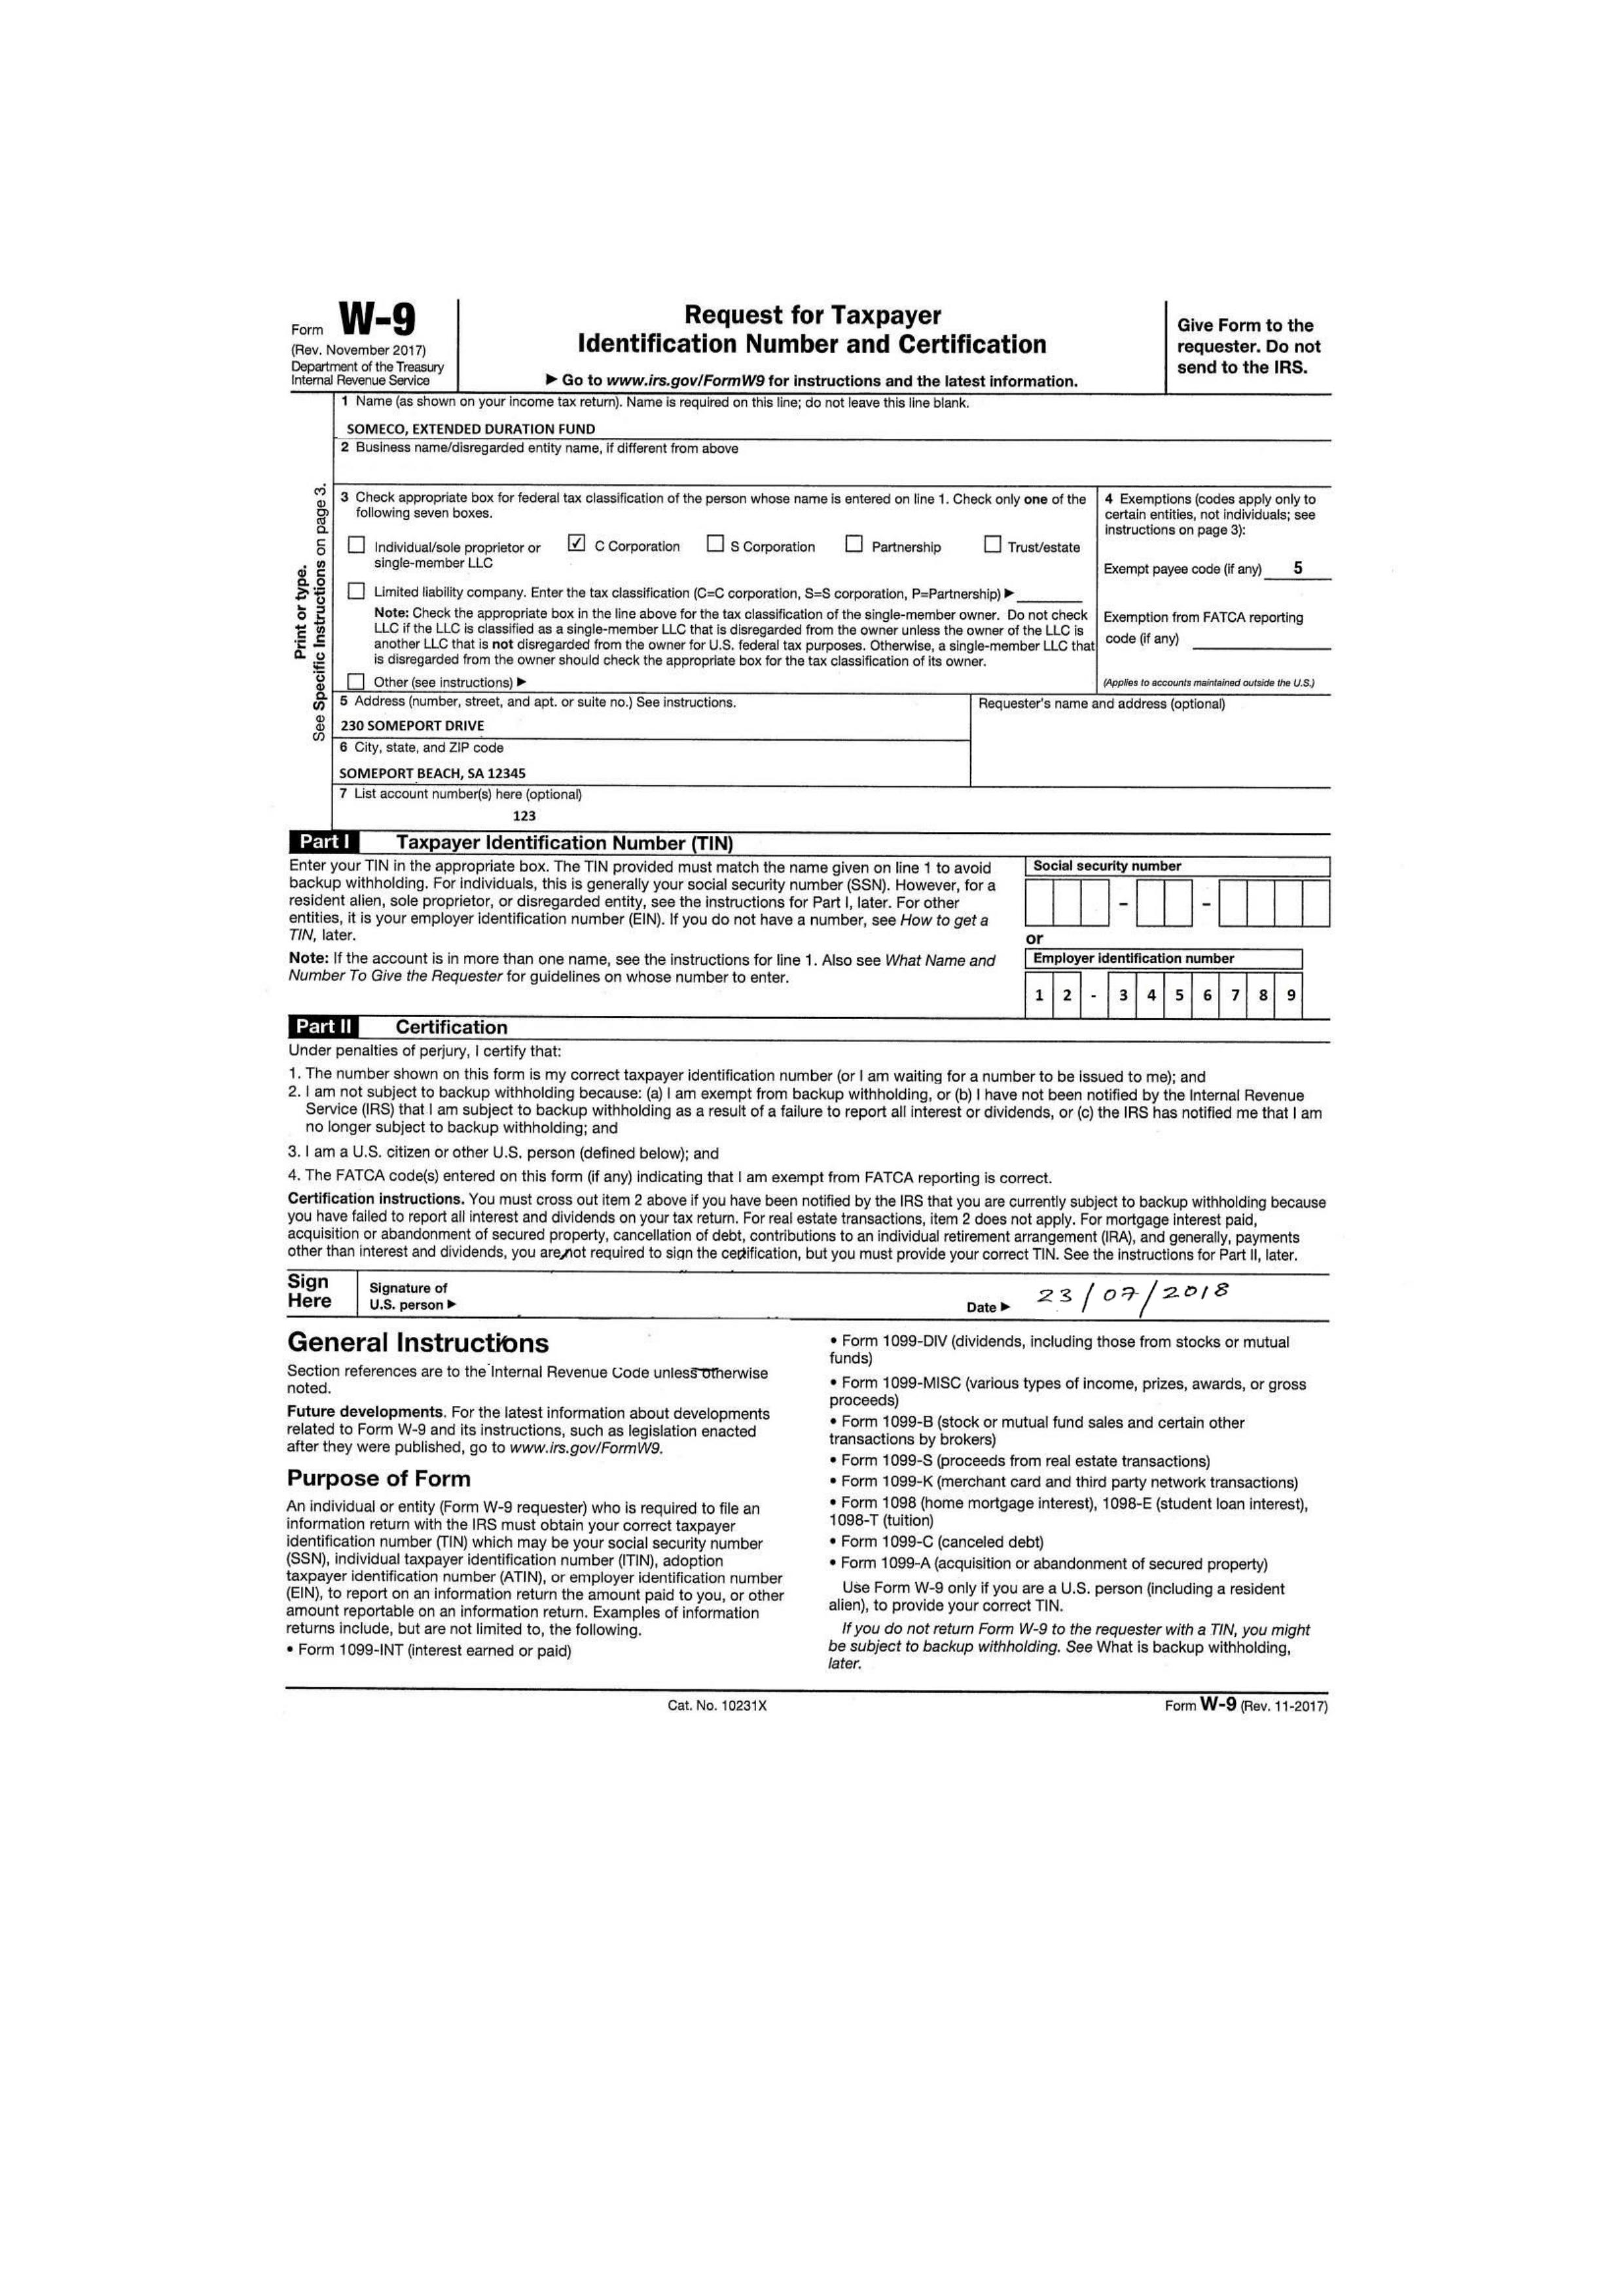 Form W-9
(Rev. November 2017)
Department of the Treasury
Internal Revenue Service
Request for Taxpayer
Identification Number and Certification
▶ Go to www.irs.gov/FormW9 for instructions and the latest information.
Give Form to the
requester. Do not
send to the IRS.
Print or type.
See Specific Instructions on page 3.
1 Name (as shown on your income tax return). Name is required on this line; do not leave this line blank.
SOMECO, EXTENDED DURATION FUND
2 Business name/disregarded entity name, if different from above
3 Check appropriate box for federal tax classification of the person whose name is entered on line 1. Check only one of the
following seven boxes.
☐ Individual/sole proprietor or ☑ C Corporation ☐ S Corporation ☐ Partnership ☐ Trust/estate
single-member LLC
☐ Limited liability company. Enter the tax classification (C=C corporation, S=S corporation, P=Partnership) ▶
Note: Check the appropriate box in the line above for the tax classification of the single-member owner. Do not check
LLC if the LLC is classified as a single-member LLC that is disregarded from the owner unless the owner of the LLC is
another LLC that is not disregarded from the owner for U.S. federal tax purposes. Otherwise, a single-member LLC that
is disregarded from the owner should check the appropriate box for the tax classification of its owner.
☐ Other (see instructions) ▶
4 Exemptions (codes apply only to
certain entities, not individuals; see
instructions on page 3):
Exempt payee code (if any) 5
Exemption from FATCA reporting
code (if any)
(Applies to accounts maintained outside the U.S.)
5 Address (number, street, and apt. or suite no.) See instructions.
230 SOMEPORT DRIVE
6 City, state, and ZIP code
SOMEPORT BEACH, SA 12345
Requester's name and address (optional)
7 List account number(s) here (optional)
123
Part I Taxpayer Identification Number (TIN)
Enter your TIN in the appropriate box. The TIN provided must match the name given on line 1 to avoid
backup withholding. For individuals, this is generally your social security number (SSN). However, for a
resident alien, sole proprietor, or disregarded entity, see the instructions for Part I, later. For other
entities, it is your employer identification number (EIN). If you do not have a number, see How to get a
TIN, later.
Note: If the account is in more than one name, see the instructions for line 1. Also see What Name and
Number To Give the Requester for guidelines on whose number to enter.
Social security number
– –
or
Employer identification number
1 2 - 3 4 5 6 7 8 9
Part II Certification
Under penalties of perjury, I certify that:
1. The number shown on this form is my correct taxpayer identification number (or I am waiting for a number to be issued to me); and
2. I am not subject to backup withholding because: (a) I am exempt from backup withholding, or (b) I have not been notified by the Internal Revenue
Service (IRS) that I am subject to backup withholding as a result of a failure to report all interest or dividends, or (c) the IRS has notified me that I am
no longer subject to backup withholding; and
3. I am a U.S. citizen or other U.S. person (defined below); and
4. The FATCA code(s) entered on this form (if any) indicating that I am exempt from FATCA reporting is correct.
Certification instructions. You must cross out item 2 above if you have been notified by the IRS that you are currently subject to backup withholding because
you have failed to report all interest and dividends on your tax return. For real estate transactions, item 2 does not apply. For mortgage interest paid,
acquisition or abandonment of secured property, cancellation of debt, contributions to an individual retirement arrangement (IRA), and generally, payments
other than interest and dividends, you are not required to sign the certification, but you must provide your correct TIN. See the instructions for Part II, later.
Sign
Here
Signature of
U.S. person ▶
Date ▶ 23/07/2018
General Instructions
Section references are to the Internal Revenue Code unless otherwise
noted.
Future developments. For the latest information about developments
related to Form W-9 and its instructions, such as legislation enacted
after they were published, go to www.irs.gov/FormW9.
Purpose of Form
An individual or entity (Form W-9 requester) who is required to file an
information return with the IRS must obtain your correct taxpayer
identification number (TIN) which may be your social security number
(SSN), individual taxpayer identification number (ITIN), adoption
taxpayer identification number (ATIN), or employer identification number
(EIN), to report on an information return the amount paid to you, or other
amount reportable on an information return. Examples of information
returns include, but are not limited to, the following.
• Form 1099-INT (interest earned or paid)
• Form 1099-DIV (dividends, including those from stocks or mutual
funds)
• Form 1099-MISC (various types of income, prizes, awards, or gross
proceeds)
• Form 1099-B (stock or mutual fund sales and certain other
transactions by brokers)
• Form 1099-S (proceeds from real estate transactions)
• Form 1099-K (merchant card and third party network transactions)
• Form 1098 (home mortgage interest), 1098-E (student loan interest),
1098-T (tuition)
• Form 1099-C (canceled debt)
• Form 1099-A (acquisition or abandonment of secured property)
Use Form W-9 only if you are a U.S. person (including a resident
alien), to provide your correct TIN.
If you do not return Form W-9 to the requester with a TIN, you might
be subject to backup withholding. See What is backup withholding,
later.
Cat. No. 10231X
Form W-9 (Rev. 11-2017)